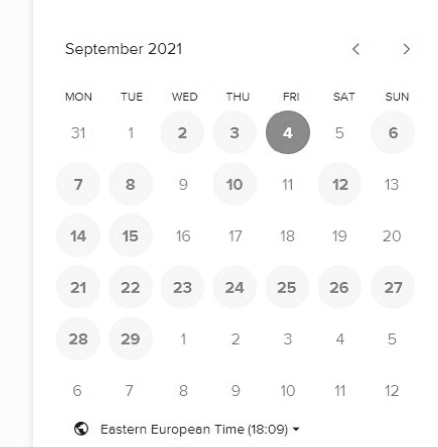 September 2021
MON TUE WED THU FRI SAT SUN
31 1 2 3 4 5 6
7 8 9 10 11 12 13
14 15 16 17 18 19 20
21 22 23 24 25 26 27
28 29 1 2 3 4 5
6 7 8 9 10 11 12
Eastern European Time (18:09)